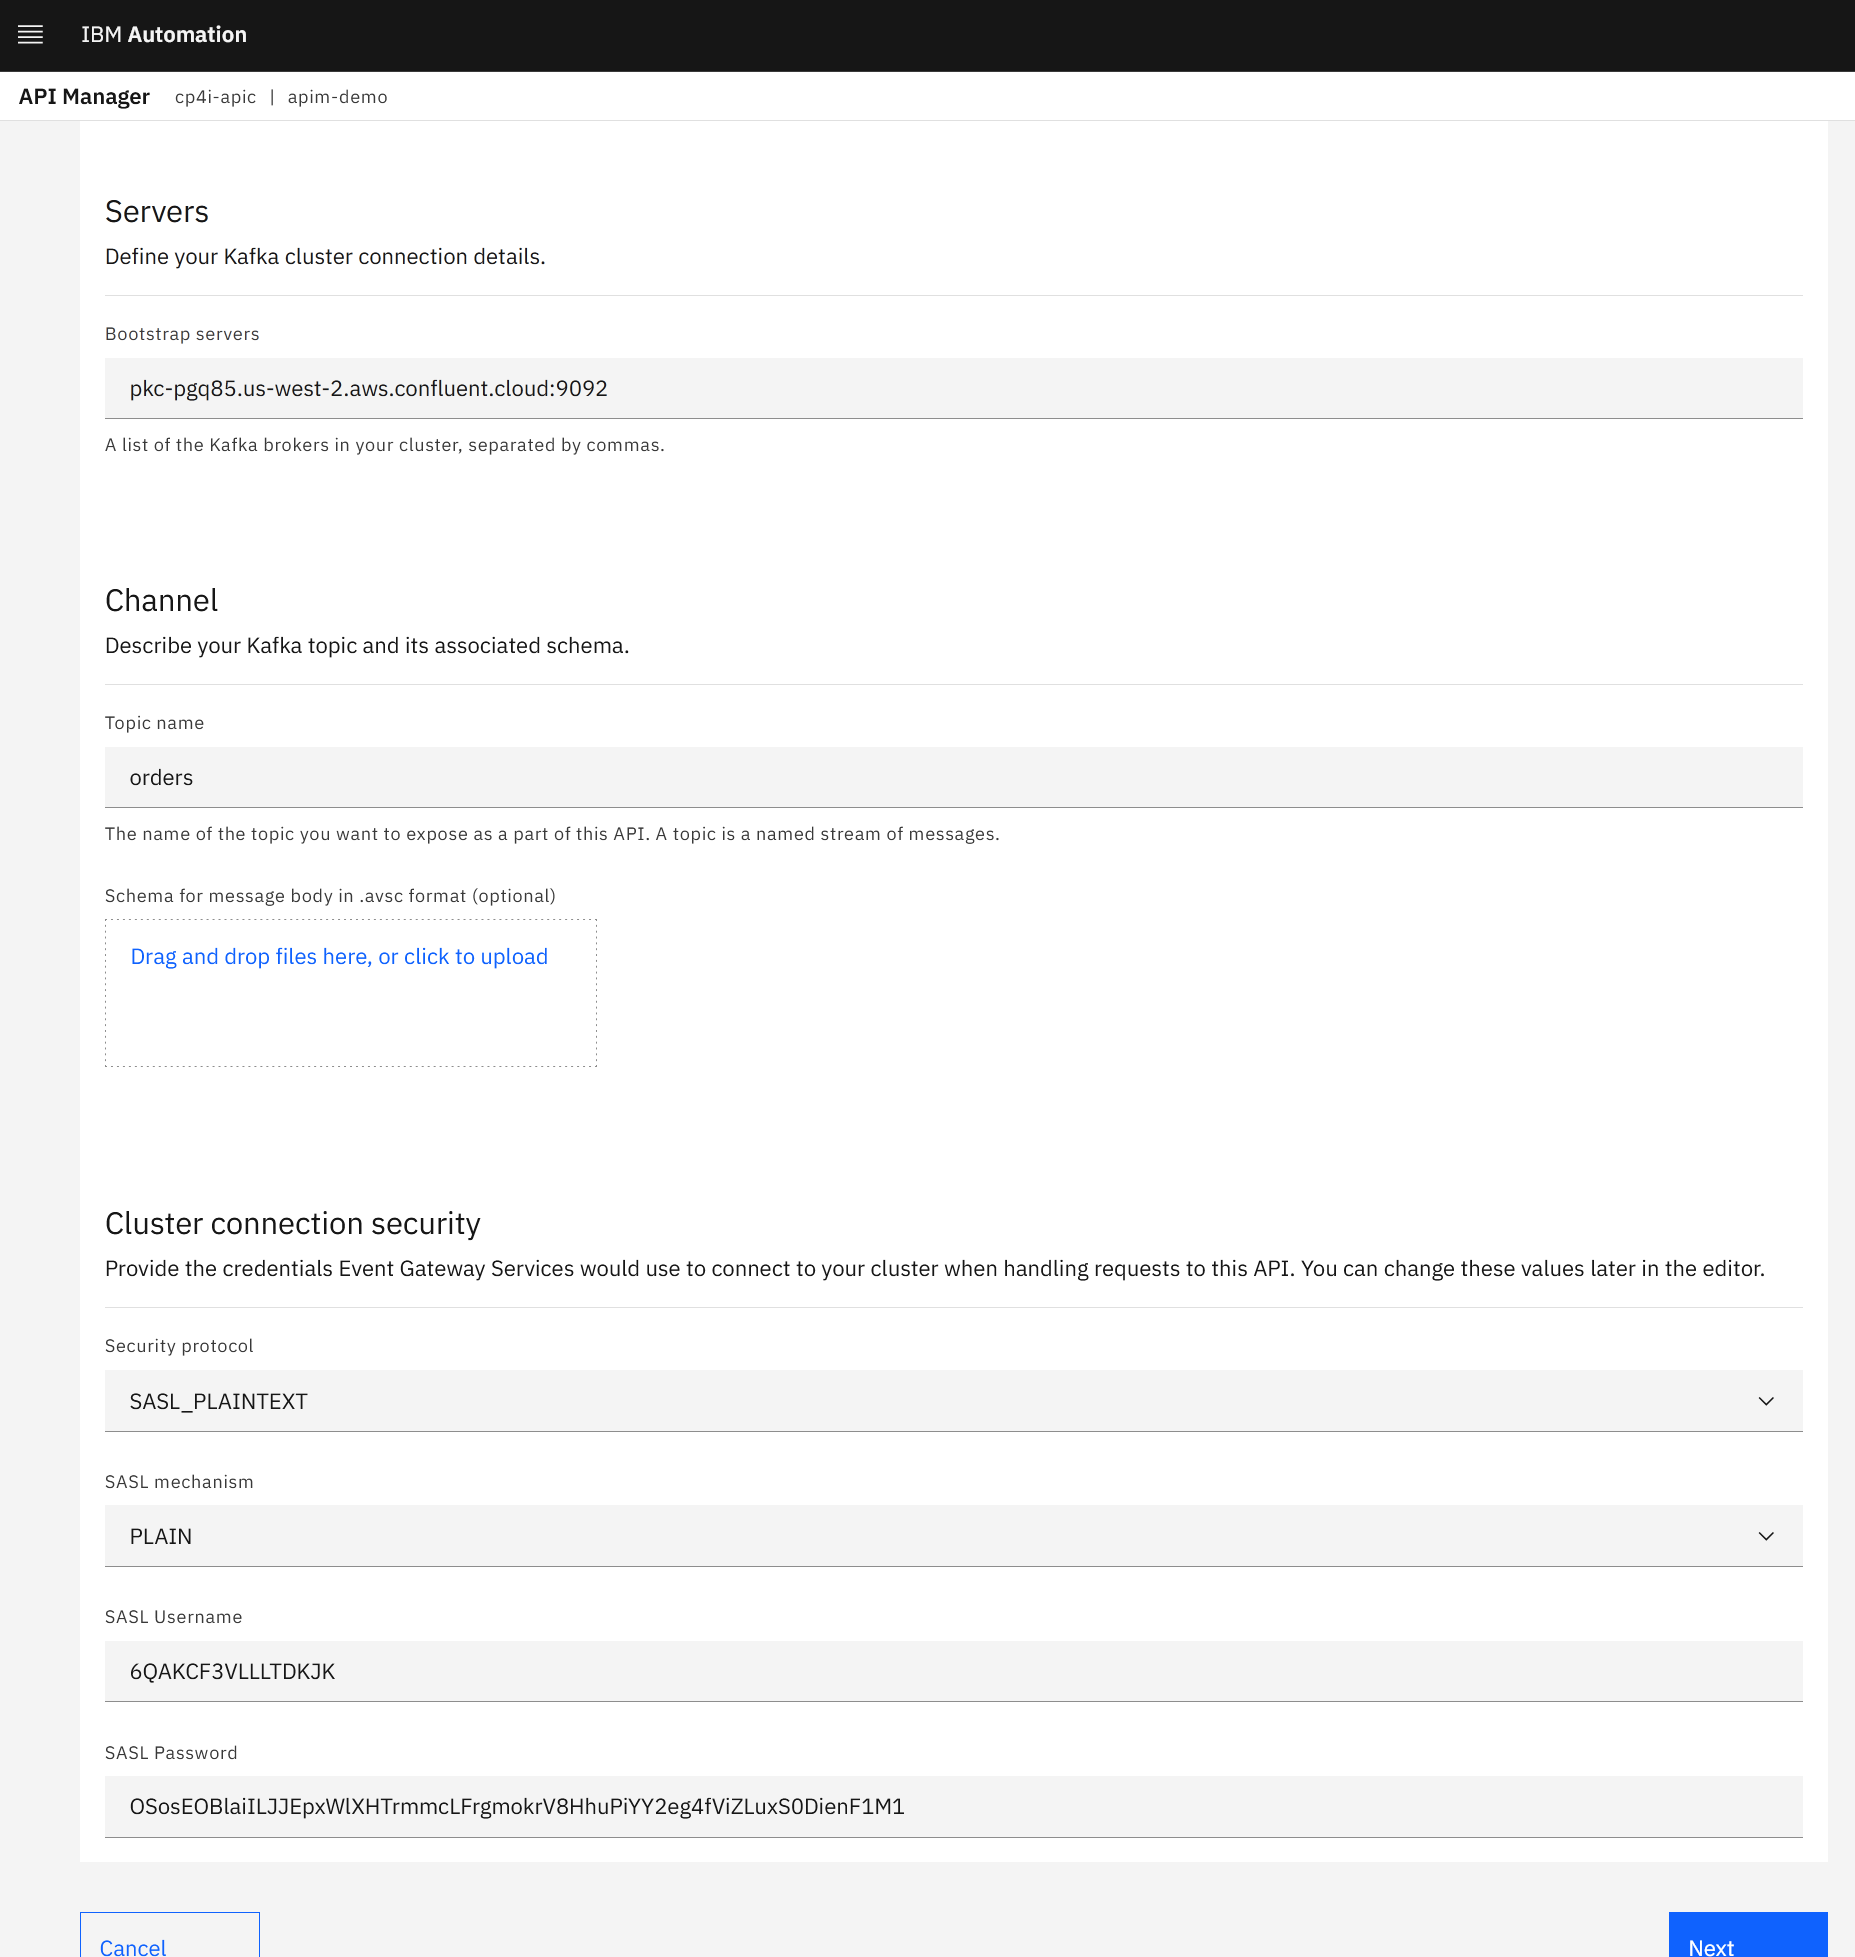 IBM Automation
API Manager cp4i-apic | apim-demo
Servers
Define your Kafka cluster connection details.
Bootstrap servers
pkc-pgq85.us-west-2.aws.confluent.cloud:9092
A list of the Kafka brokers in your cluster, separated by commas.
Channel
Describe your Kafka topic and its associated schema.
Topic name
orders
The name of the topic you want to expose as a part of this API. A topic is a named stream of messages.
Schema for message body in .avsc format (optional)
Drag and drop files here, or click to upload
Cluster connection security
Provide the credentials Event Gateway Services would use to connect to your cluster when handling requests to this API. You can change these values later in the editor.
Security protocol
SASL_PLAINTEXT
SASL mechanism
PLAIN
SASL Username
6QAKCF3VLLLTDKJK
SASL Password
OSosEOBlaiILJJEpxWlXHTrmmcLFrgmokrV8HhuPiYY2eg4fViZLuxS0DienF1M1
Cancel
Next